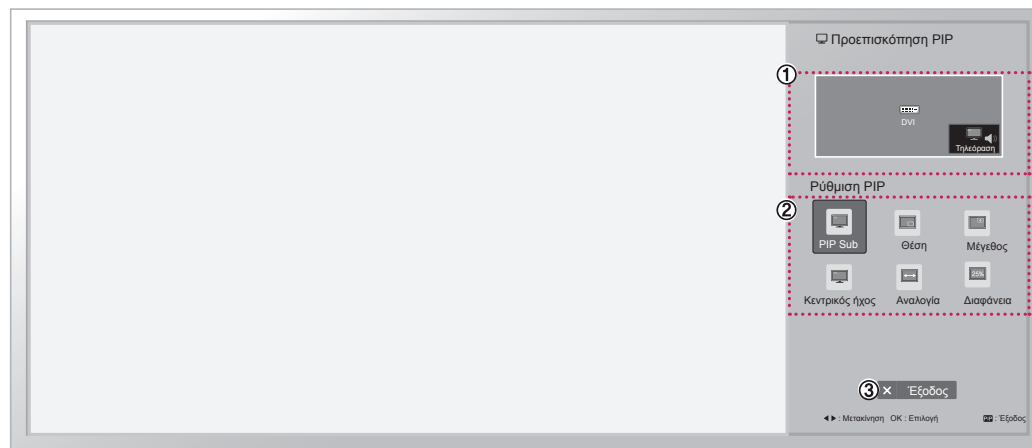 Προεπισκόπηση PIP
①
DVI
Τηλεόραση
Ρύθμιση PIP
②
PIP Sub Θέση Μέγεθος
25%
Κεντρικός ήχος Αναλογία Διαφάνεια
③ × Έξοδος
◄ ► : Μετακίνηση OK : Επιλογή PIP : Έξοδος